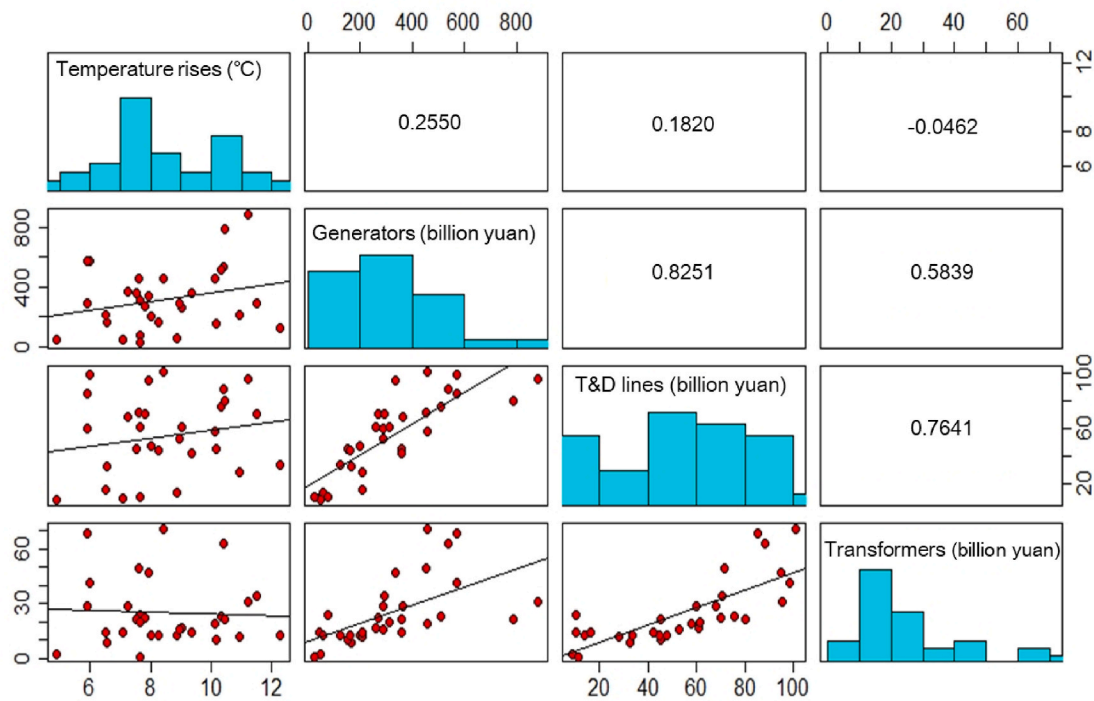 0 200 400 600 800
0 20 40 60
Temperature rises (℃)
0.2550
0.1820
-0.0462
6 8 12
0 400 800
Generators (billion yuan)
0.8251
0.5839
T&D lines (billion yuan)
0.7641
20 60 100
0 30 60
Transformers (billion yuan)
6 8 10 12
20 40 60 80 100